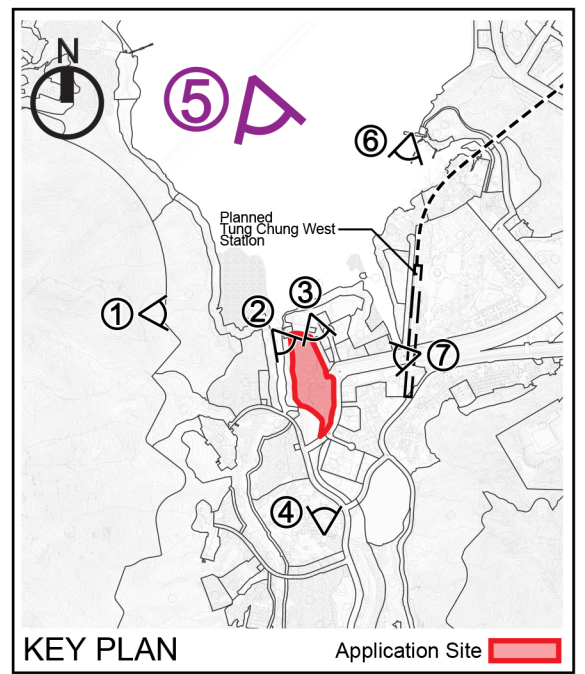 N
⑤
⑥
Planned
Tung Chung West
Station
①
②
③
⑦
④
KEY PLAN
Application Site